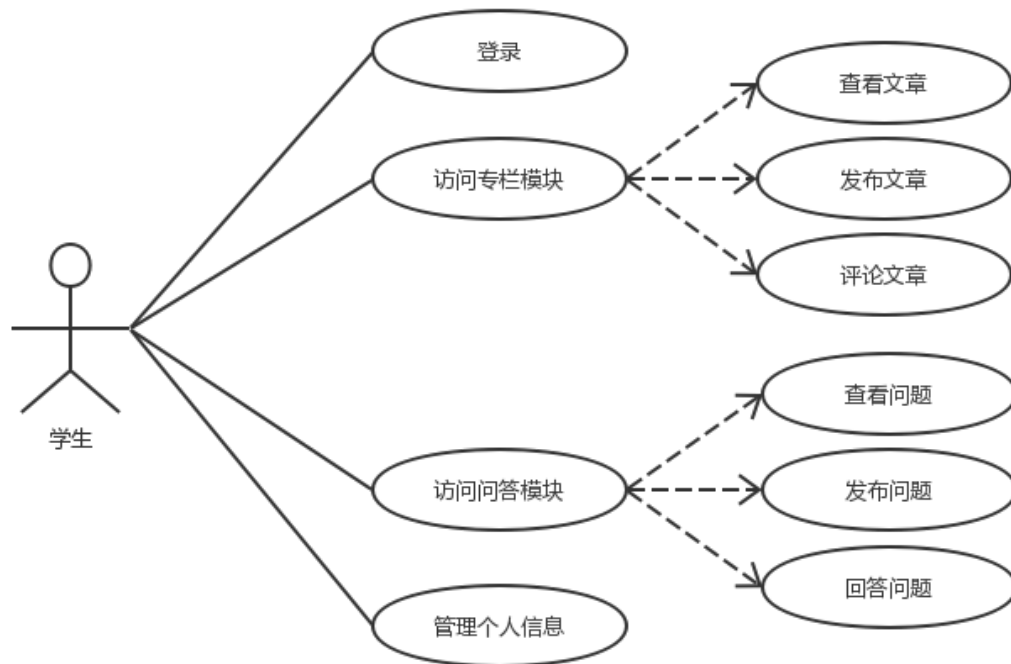 登录
查看文章
访问专栏模块
发布文章
评论文章
学生
查看问题
访问问答模块
发布问题
回答问题
管理个人信息